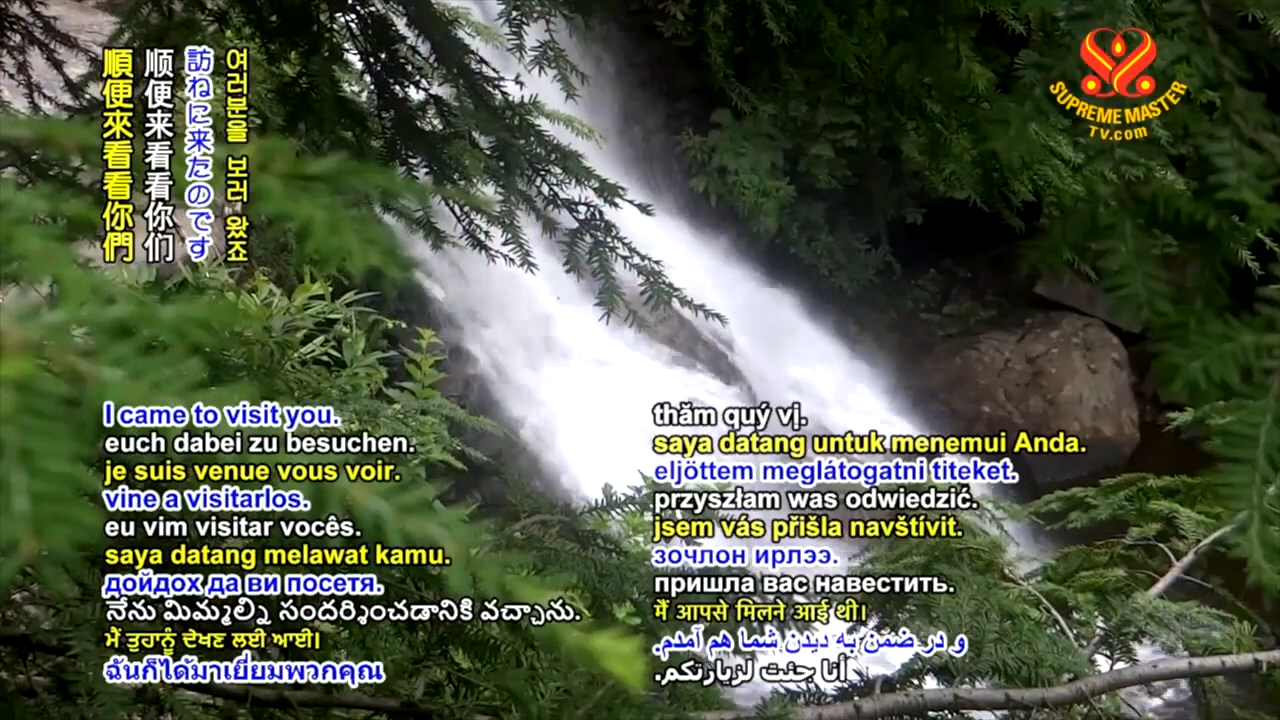 順便來看看你們
顺便来看看你们
訪ねに来たのです
여러분을 보러 왔죠
SUPREME MASTER
TV.com
I came to visit you.
euch dabei zu besuchen.
je suis venue vous voir.
vine a visitarlos.
eu vim visitar vocês.
saya datang melawat kamu.
дойдох да ви посетя.
నేను మిమ్మల్ని సందర్శించడానికి వచ్చాను.
ਮੈਂ ਤੁਹਾਨੂੰ ਦੇਖਣ ਲਈ ਆਈ।
ฉันก็ได้มาเยี่ยมพวกคุณ
thăm quý vị.
saya datang untuk menemui Anda.
eljöttem meglátogatni titeket.
przyszłam was odwiedzić.
jsem vás přišla navštívit.
зочлон ирлээ.
пришла вас навестить.
मैं आपसे मिलने आई थी।
و در ضمن به دیدن شما هم آمدم.
أنا جئت لزيارتكم.